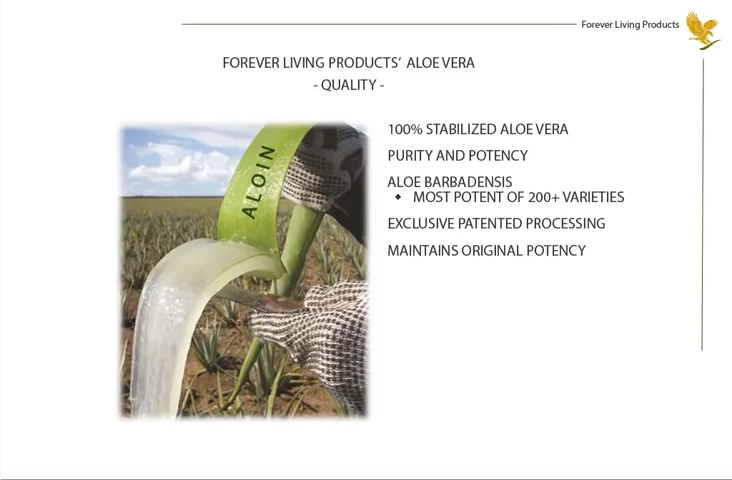 Forever Living Products
FOREVER LIVING PRODUCTS' ALOE VERA
- QUALITY -
100% STABILIZED ALOE VERA
PURITY AND POTENCY
ALOE BARBADENSIS
◆ MOST POTENT OF 200+ VARIETIES
EXCLUSIVE PATENTED PROCESSING
MAINTAINS ORIGINAL POTENCY
ALOIN